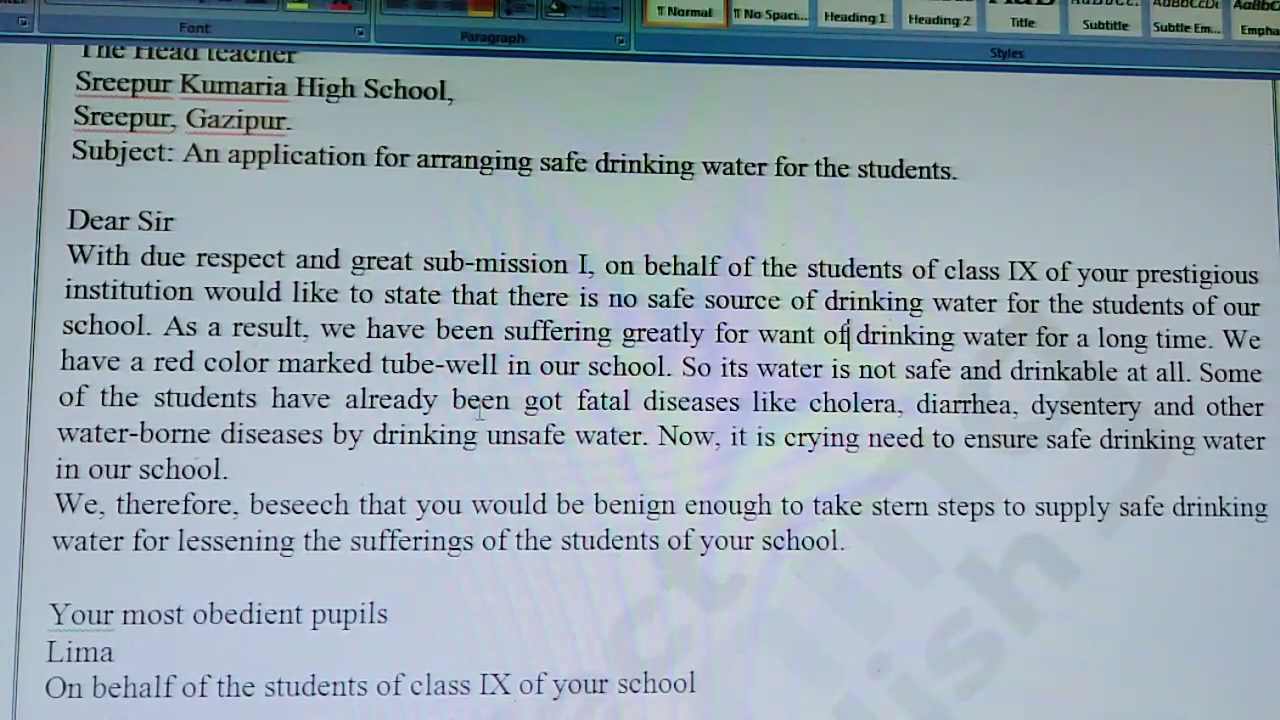 Font
Paragraph
Styles
¶ Normal
¶ No Spaci...
Heading 1
Heading 2
Title
Subtitle
Subtle Em...
Empha
The Head teacher
Sreepur Kumaria High School,
Sreepur, Gazipur.
Subject: An application for arranging safe drinking water for the students.
Dear Sir
With due respect and great sub-mission I, on behalf of the students of class IX of your prestigious
institution would like to state that there is no safe source of drinking water for the students of our
school. As a result, we have been suffering greatly for want of drinking water for a long time. We
have a red color marked tube-well in our school. So its water is not safe and drinkable at all. Some
of the students have already been got fatal diseases like cholera, diarrhea, dysentery and other
water-borne diseases by drinking unsafe water. Now, it is crying need to ensure safe drinking water
in our school.
We, therefore, beseech that you would be benign enough to take stern steps to supply safe drinking
water for lessening the sufferings of the students of your school.
Your most obedient pupils
Lima
On behalf of the students of class IX of your school